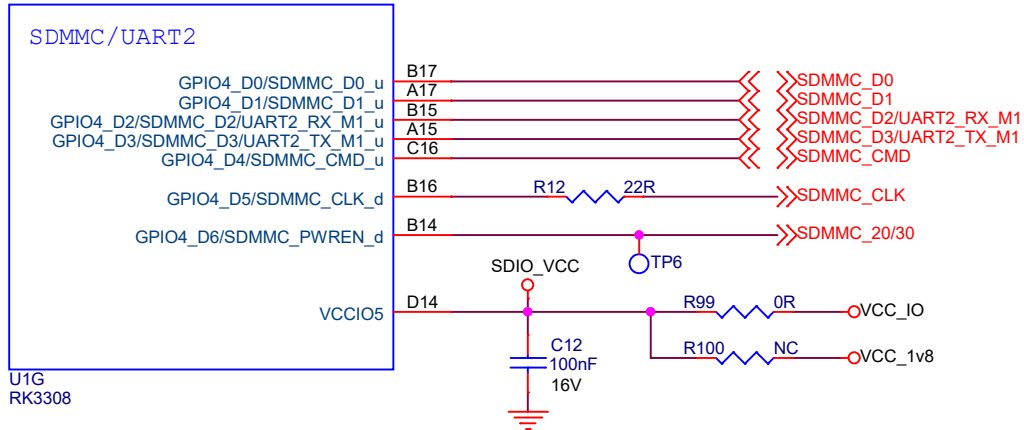 SDMMC/UART2
GPIO4_D0/SDMMC_D0_u B17 SDMMC_D0
GPIO4_D1/SDMMC_D1_u A17 SDMMC_D1
GPIO4_D2/SDMMC_D2/UART2_RX_M1_u B15 SDMMC_D2/UART2_RX_M1
GPIO4_D3/SDMMC_D3/UART2_TX_M1_u A15 SDMMC_D3/UART2_TX_M1
GPIO4_D4/SDMMC_CMD_u C16 SDMMC_CMD
GPIO4_D5/SDMMC_CLK_d B16 R12 22R SDMMC_CLK
GPIO4_D6/SDMMC_PWREN_d B14 SDMMC_20/30
TP6
SDIO_VCC
VCCIO5 D14 R99 0R VCC_IO
C12 R100 NC VCC_1v8
100nF
16V
U1G
RK3308